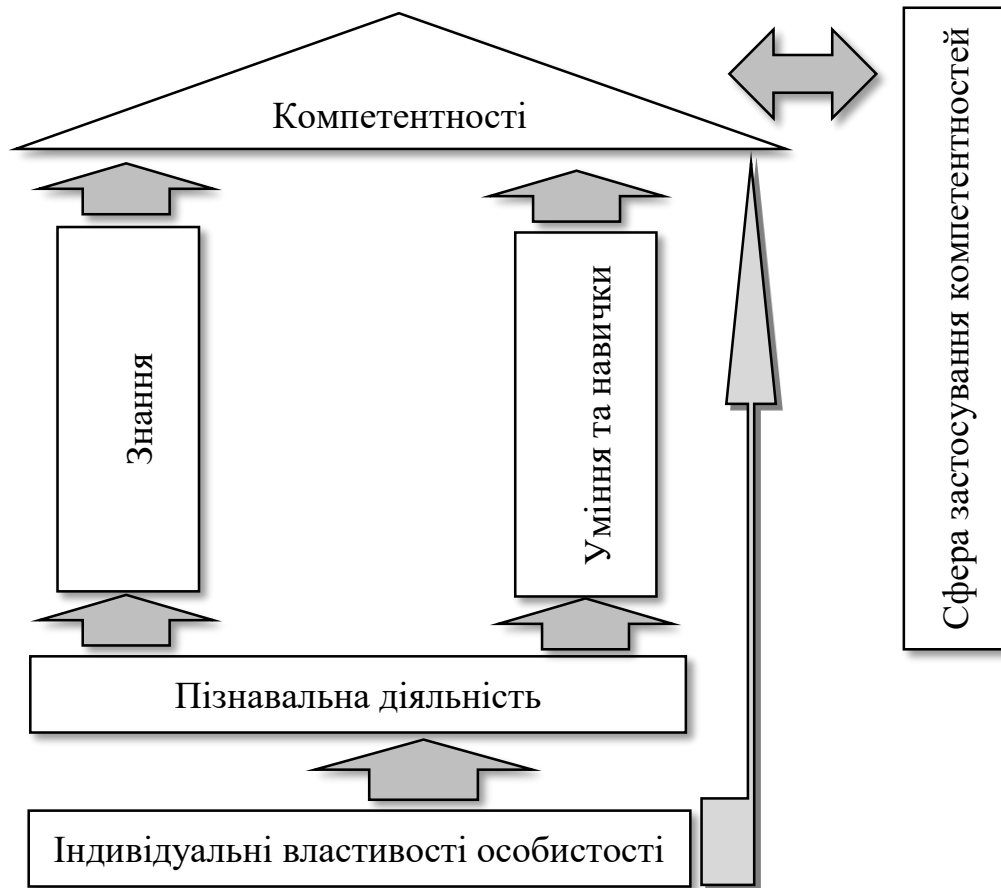 Компетентності
Сфера застосування компетентностей
Знання
Уміння та навички
Пізнавальна діяльність
Індивідуальні властивості особистості